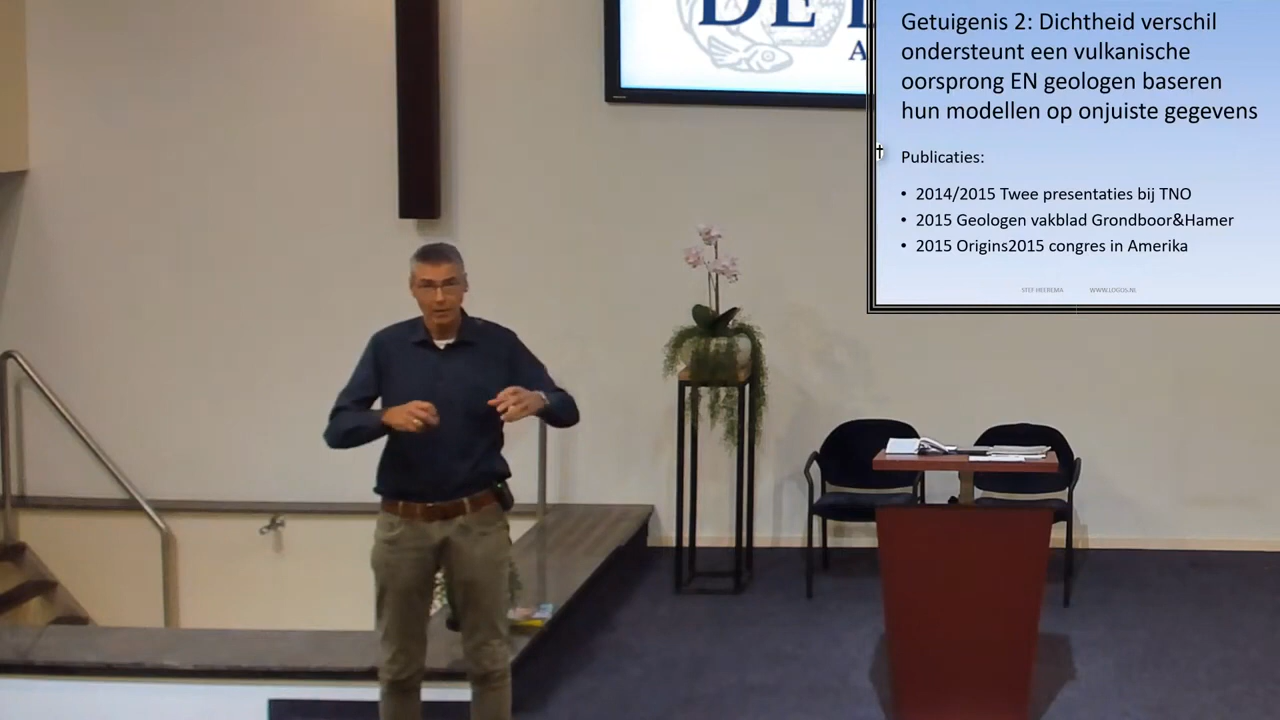 DE
A
Getuigenis 2: Dichtheid verschil
ondersteunt een vulkanische
oorsprong EN geologen baseren
hun modellen op onjuiste gegevens
Publicaties:
• 2014/2015 Twee presentaties bij TNO
• 2015 Geologen vakblad Grondboor&Hamer
• 2015 Origins2015 congres in Amerika
STEF HEEREMA WWW.LOGOS.NL